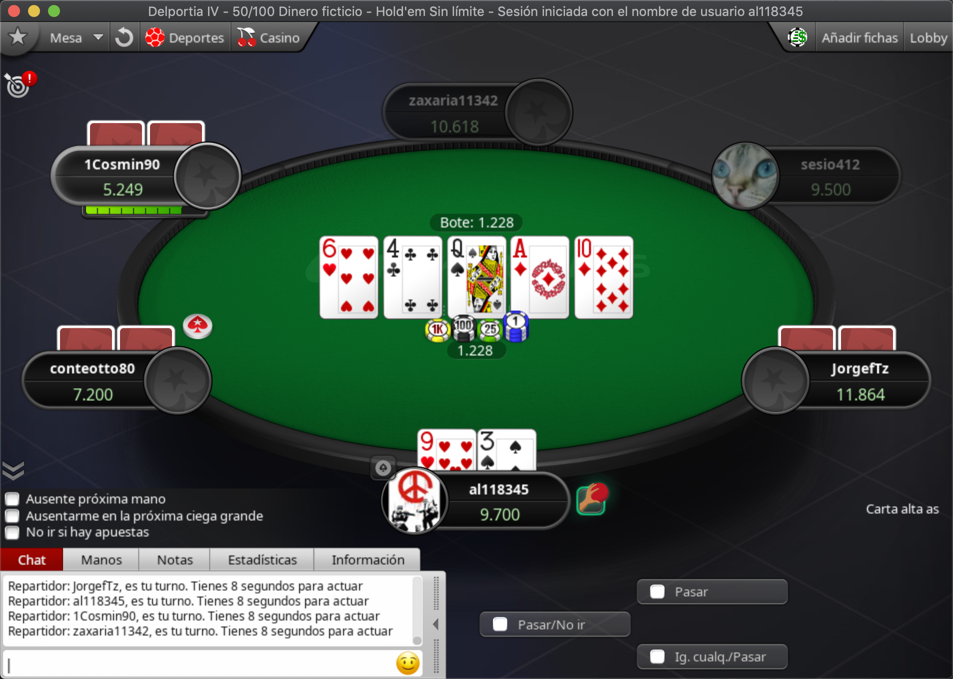 Delportia IV - 50/100 Dinero ficticio - Hold'em Sin límite - Sesión iniciada con el nombre de usuario al118345
Mesa
Deportes
Casino
Añadir fichas
Lobby
!
zaxaria11342
10.618
1Cosmin90
5.249
sesio412
9.500
Bote: 1.228
6
4
Q
A
10
1K
100
25
1
1.228
conteotto80
7.200
JorgefTz
11.864
9
3
al118345
9.700
Ausente próxima mano
Ausentarme en la próxima ciega grande
No ir si hay apuestas
Carta alta as
Chat
Manos
Notas
Estadísticas
Información
Repartidor: JorgefTz, es tu turno. Tienes 8 segundos para actuar
Repartidor: al118345, es tu turno. Tienes 8 segundos para actuar
Repartidor: 1Cosmin90, es tu turno. Tienes 8 segundos para actuar
Repartidor: zaxaria11342, es tu turno. Tienes 8 segundos para actuar
Pasar
Pasar/No ir
Ig. cualq./Pasar